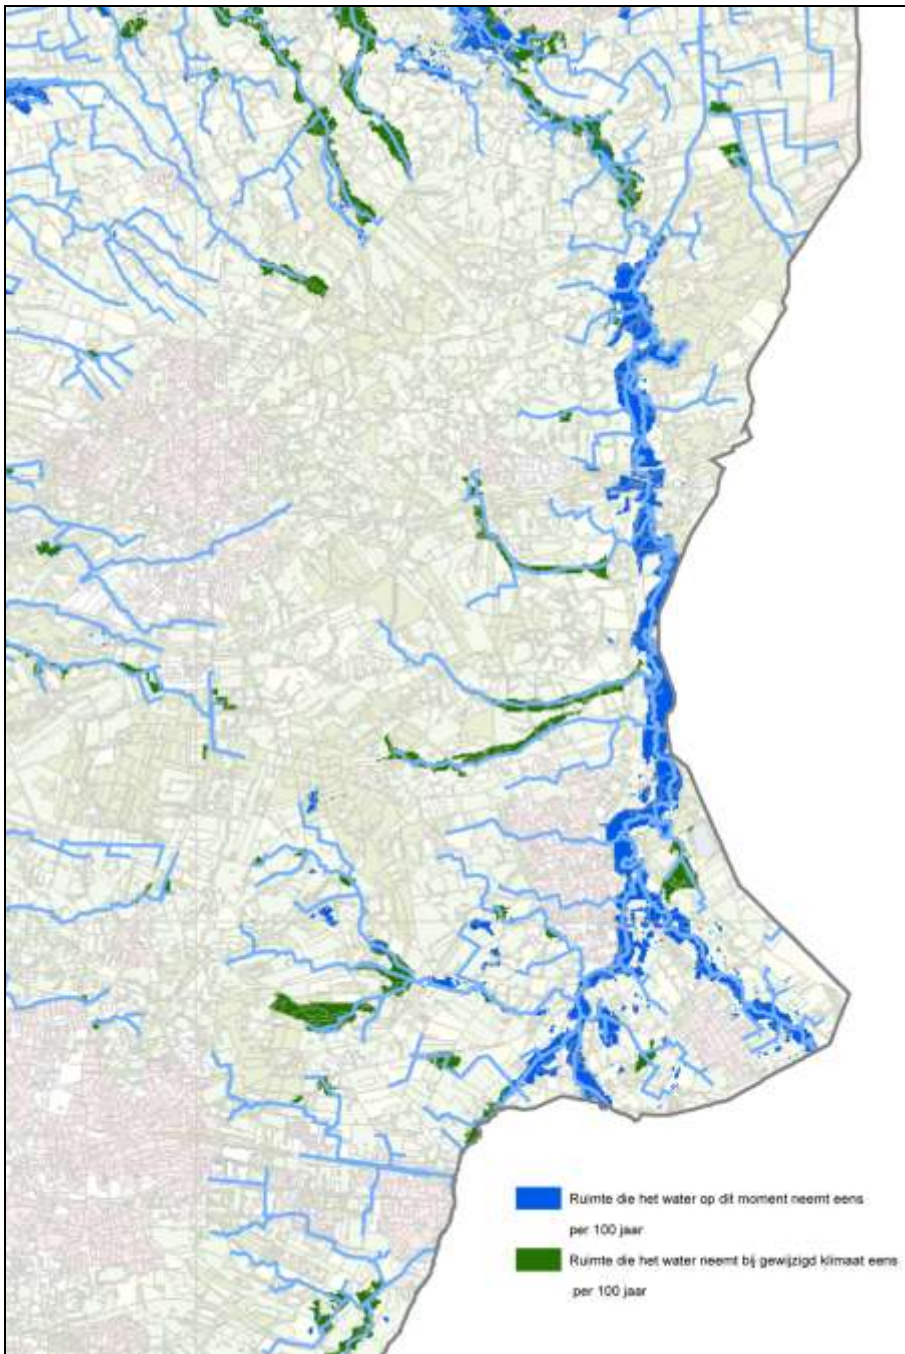 Ruimte die het water op dit moment neemt eens
per 100 jaar
Ruimte die het water neemt bij gewijzigd klimaat eens
per 100 jaar